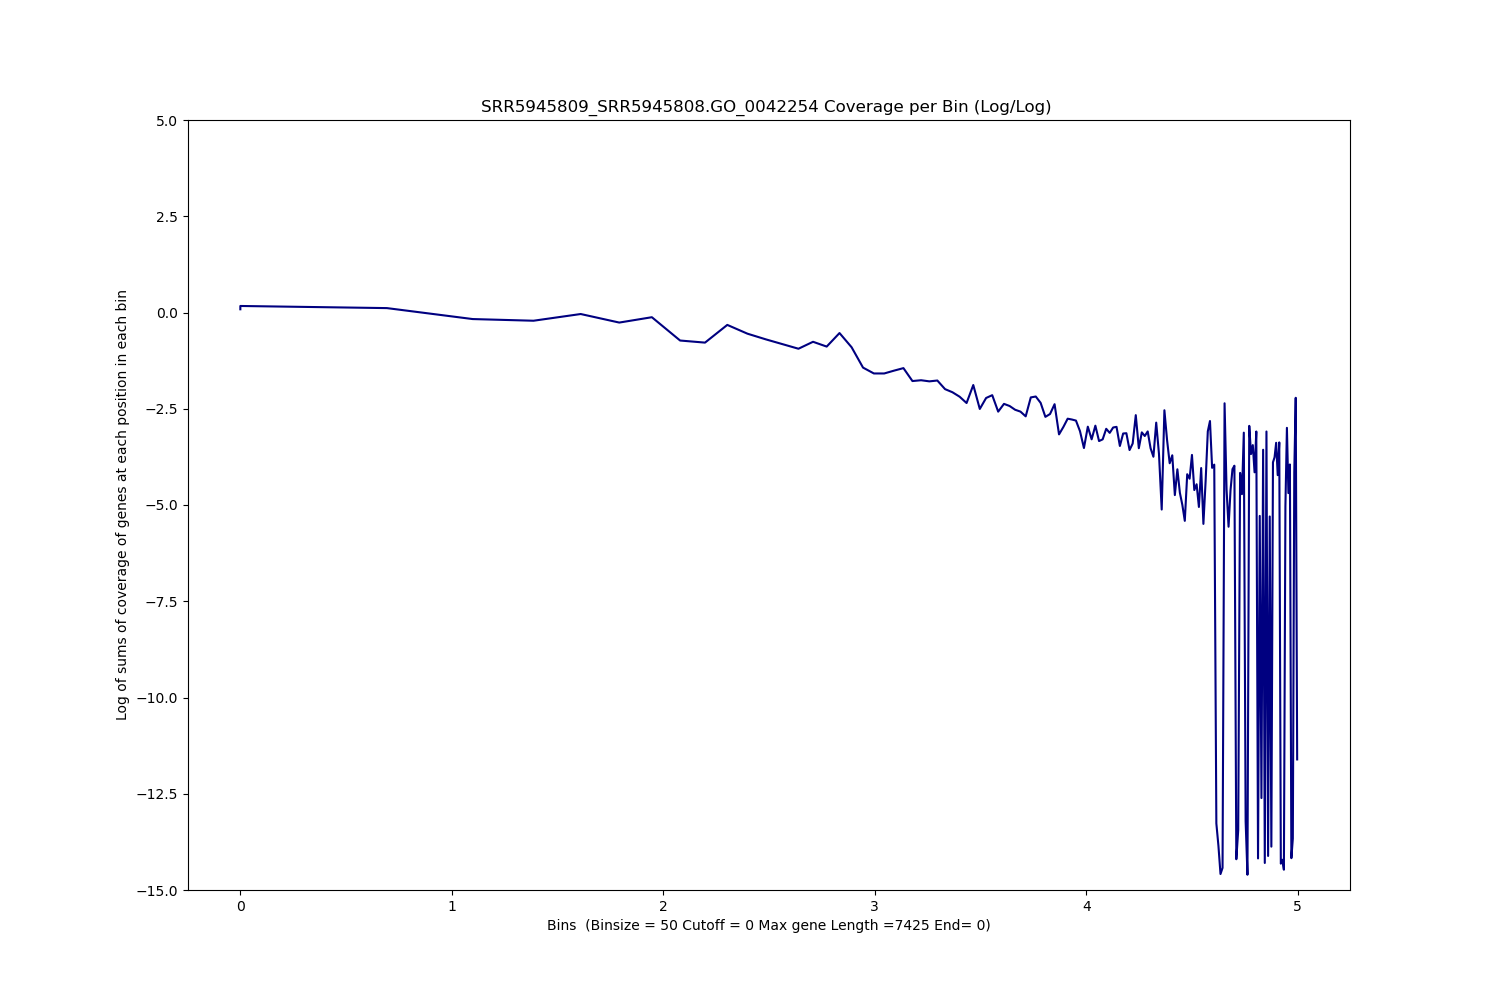 SRR5945809_SRR5945808.GO_0042254 Coverage per Bin (Log/Log)
5.0
2.5
0.0
−2.5
−5.0
−7.5
−10.0
−12.5
−15.0
Log of sums of coverage of genes at each position in each bin
0 1 2 3 4 5
Bins  (Binsize = 50 Cutoff = 0 Max gene Length =7425 End= 0)